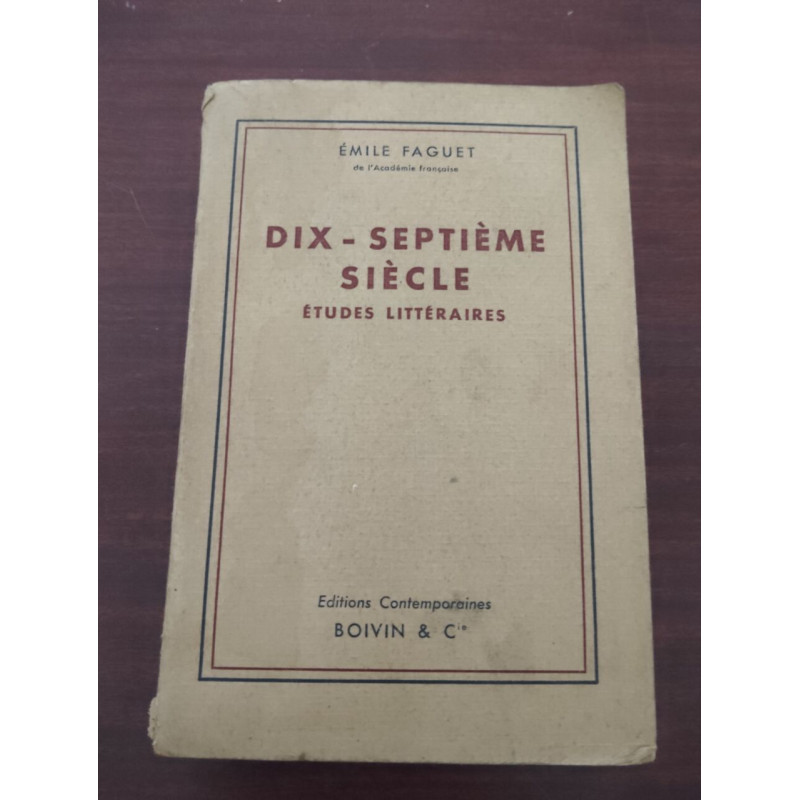 ÉMILE FAGUET
de l'Académie française
DIX - SEPTIÈME
SIÈCLE
ÉTUDES LITTÉRAIRES
Editions Contemporaines
BOIVIN & Cie